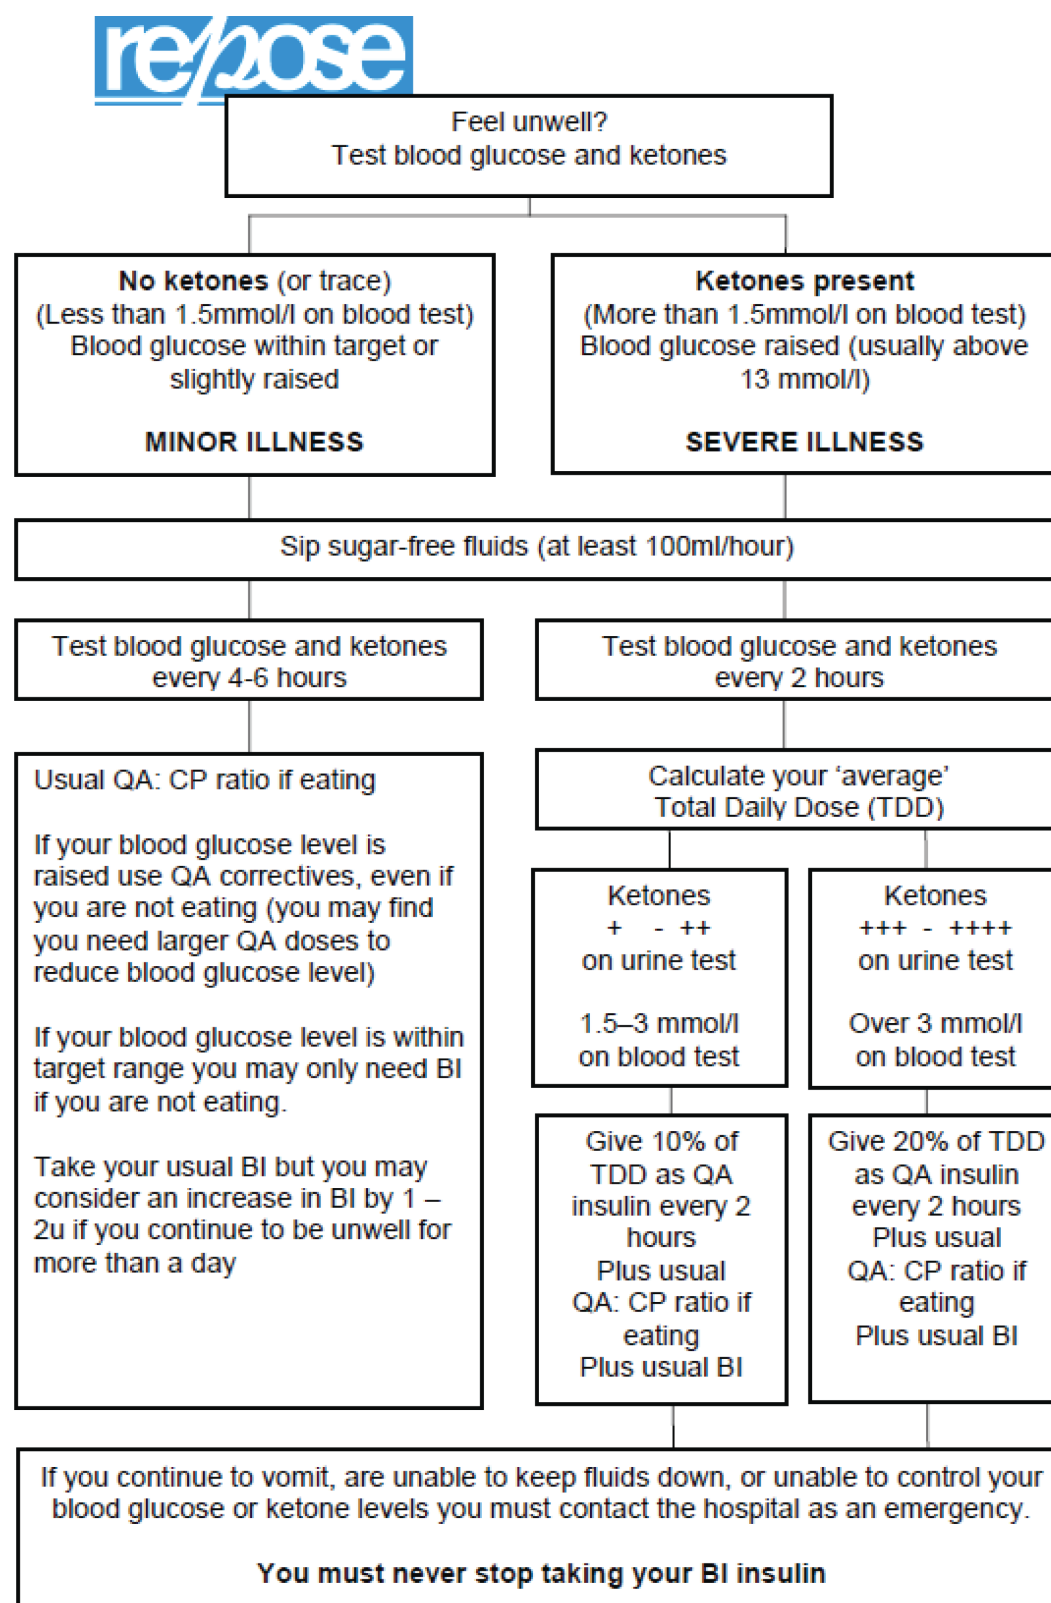 repose
Feel unwell?
Test blood glucose and ketones
No ketones (or trace)
(Less than 1.5mmol/l on blood test)
Blood glucose within target or
slightly raised
MINOR ILLNESS
Ketones present
(More than 1.5mmol/l on blood test)
Blood glucose raised (usually above
13 mmol/l)
SEVERE ILLNESS
Sip sugar-free fluids (at least 100ml/hour)
Test blood glucose and ketones
every 4-6 hours
Test blood glucose and ketones
every 2 hours
Usual QA: CP ratio if eating
If your blood glucose level is
raised use QA correctives, even if
you are not eating (you may find
you need larger QA doses to
reduce blood glucose level)
If your blood glucose level is within
target range you may only need BI
if you are not eating.
Take your usual BI but you may
consider an increase in BI by 1 –
2u if you continue to be unwell for
more than a day
Calculate your ‘average’
Total Daily Dose (TDD)
Ketones
+ - ++
on urine test
1.5–3 mmol/l
on blood test
Ketones
+++ - ++++
on urine test
Over 3 mmol/l
on blood test
Give 10% of
TDD as QA
insulin every 2
hours
Plus usual
QA: CP ratio if
eating
Plus usual BI
Give 20% of TDD
as QA insulin
every 2 hours
Plus usual
QA: CP ratio if
eating
Plus usual BI
If you continue to vomit, are unable to keep fluids down, or unable to control your
blood glucose or ketone levels you must contact the hospital as an emergency.
You must never stop taking your BI insulin